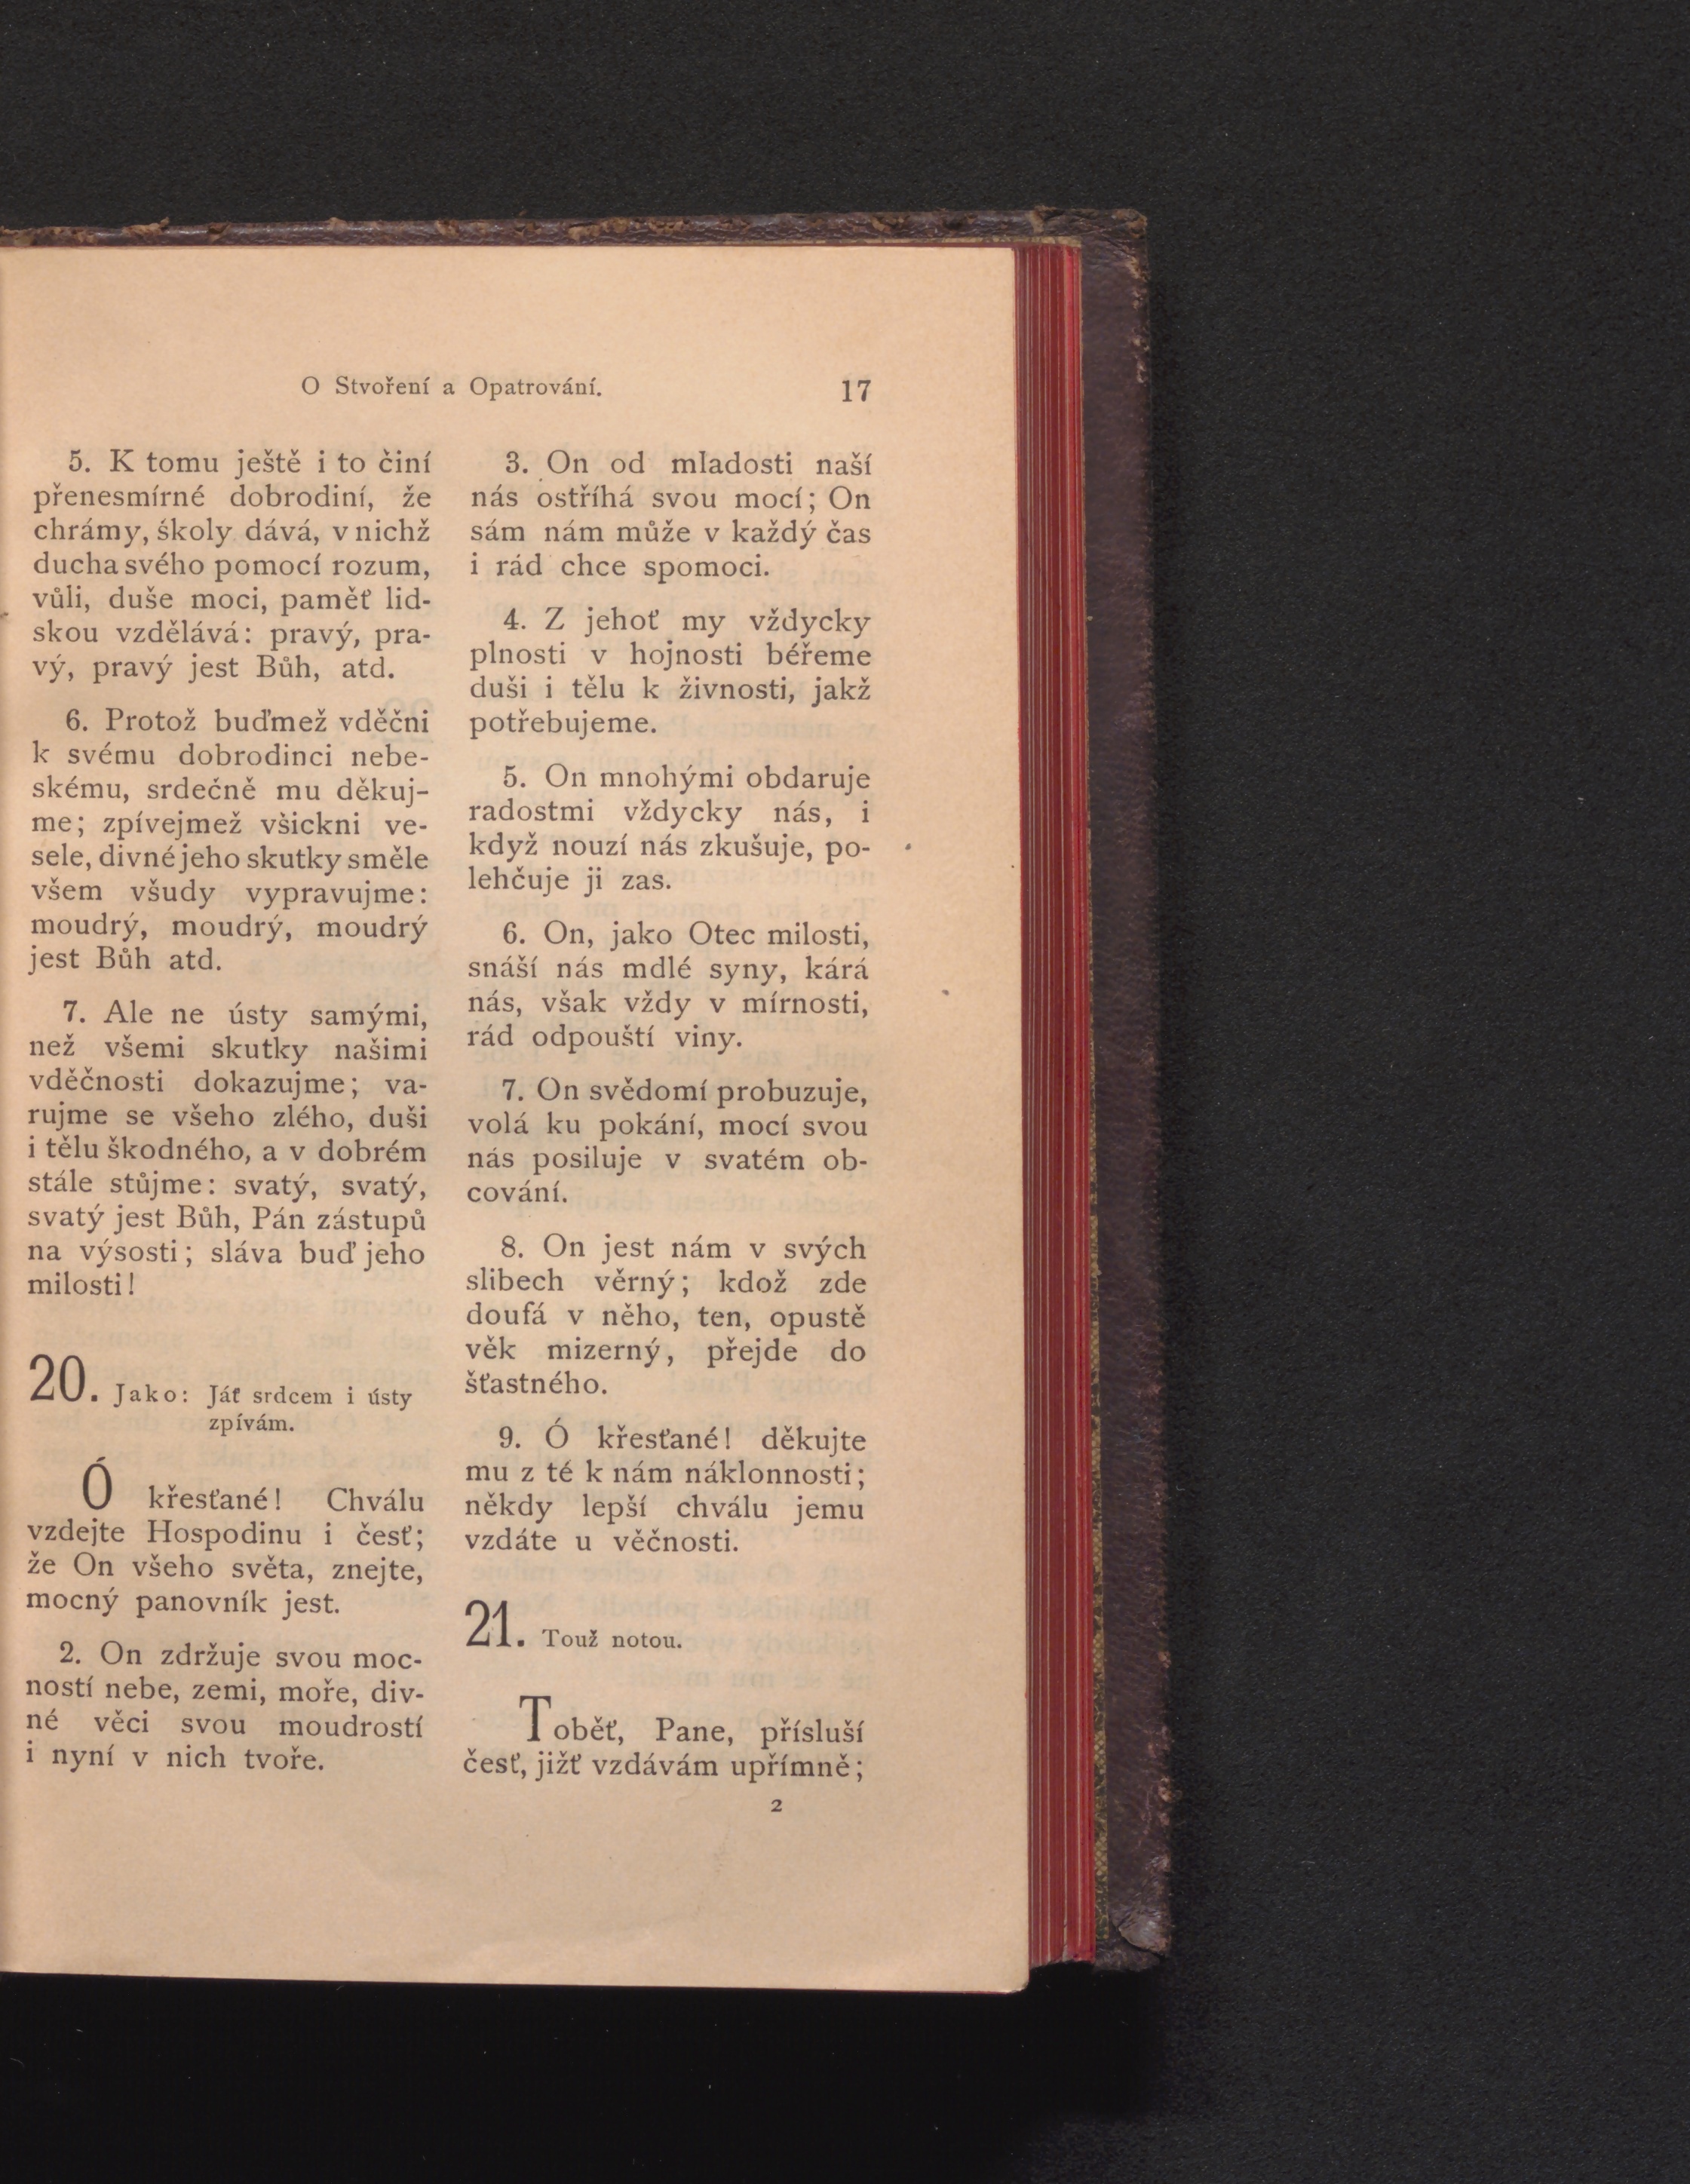 O Stvoření a Opatrování.
17
5. K tomu ještě i to činí
přenesmírné dobrodiní, že
chrámy, školy dává, v nichž
ducha svého pomocí rozum,
vůli, duše moci, paměť lid-
skou vzdělává: pravý, pra-
vý, pravý jest Bůh, atd.
6. Protož buďmež vděčni
k svému dobrodinci nebe-
skému, srdečně mu děkuj-
me; zpívejmež všickni ve-
sele, divné jeho skutky směle
všem všudy vypravujme:
moudrý, moudrý, moudrý
jest Bůh atd.
7. Ale ne ústy samými,
než všemi skutky našimi
vděčnosti dokazujme; va-
rujme se všeho zlého, duši
i tělu škodného, a v dobrém
stále stůjme: svatý, svatý,
svatý jest Bůh, Pán zástupů
na výsosti; sláva buď jeho
milosti!
20. Jako: Jáť srdcem i ústy
zpívám.
Ó křesťané! Chválu
vzdejte Hospodinu i česť;
že On všeho světa, znejte,
mocný panovník jest.
2. On zdržuje svou moc-
ností nebe, zemi, moře, div-
né věci svou moudrostí
i nyní v nich tvoře.
3. On od mladosti naší
nás ostříhá svou mocí; On
sám nám může v každý čas
i rád chce spomoci.
4. Z jehoť my vždycky
plnosti v hojnosti béřeme
duši i tělu k živnosti, jakž
potřebujeme.
5. On mnohými obdaruje
radostmi vždycky nás, i
když nouzí nás zkušuje, po-
lehčuje ji zas.
6. On, jako Otec milosti,
snáší nás mdlé syny, kárá
nás, však vždy v mírnosti,
rád odpouští viny.
7. On svědomí probuzuje,
volá ku pokání, mocí svou
nás posiluje v svatém ob-
cování.
8. On jest nám v svých
slibech věrný; kdož zde
doufá v něho, ten, opustě
věk mizerný, přejde do
šťastného.
9. Ó křesťané! děkujte
mu z té k nám náklonnosti;
někdy lepší chválu jemu
vzdáte u věčnosti.
21. Touž notou.
Toběť, Pane, přísluší
česť, jižť vzdávám upřímně;
2